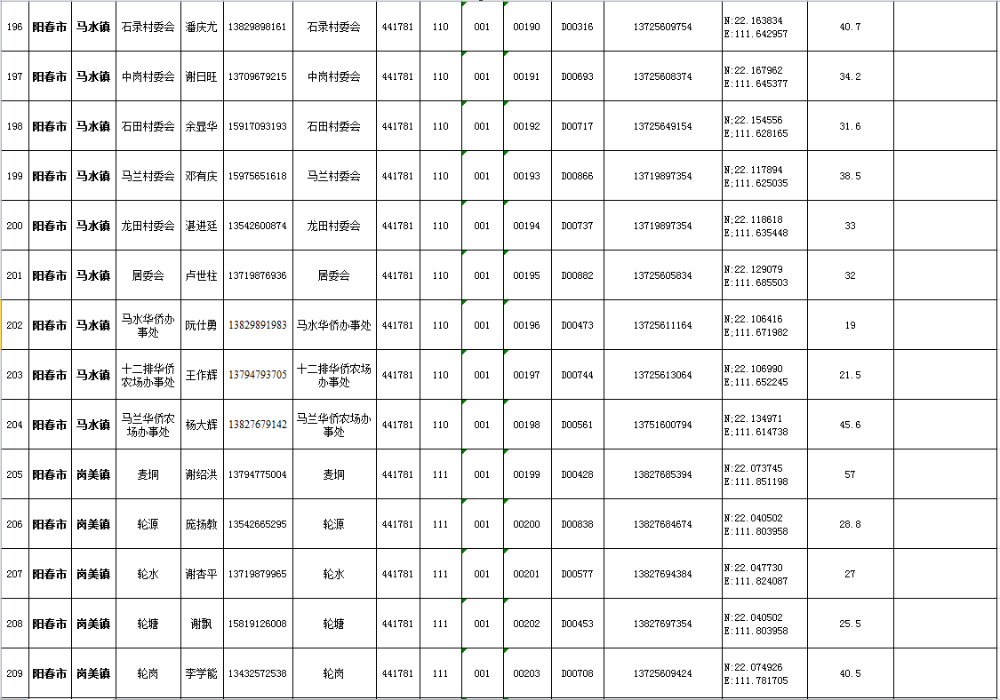 196 阳春市 马水镇 石录村委会 潘庆尤 13829898161 石录村委会 441781 110 001 00190 D00316 13725609754 N:22.163834 40.7
E:111.642957
197 阳春市 马水镇 中岗村委会 谢日旺 13709679215 中岗村委会 441781 110 001 00191 D00693 13725608374 N:22.167962 34.2
E:111.645377
198 阳春市 马水镇 石田村委会 余显华 15917093193 石田村委会 441781 110 001 00192 D00717 13725649154 N;22.154556 31.6
E;111.628165
199 阳春市 马水镇 马兰村委会 邓有庆 15975651618 马兰村委会 441781 110 001 00193 D00866 13719897354 N;22.117894 38.5
E;111.625035
200 阳春市 马水镇 龙田村委会 湛进廷 13542600874 龙田村委会 441781 110 001 00194 D00737 13719897354 N;22.118618 33
E;111.635448
201 阳春市 马水镇 居委会 卢世柱 13719876936 居委会 441781 110 001 00195 D00882 13725605834 N:22.129079 32
E:111.685503
202 阳春市 马水镇 马水华侨办 阮仕勇 13829891983 马水华侨办事处 441781 110 001 00196 D00473 13725611164 N;22.106416 19
事处 E;111.671982
203 阳春市 马水镇 十二排华侨 王作辉 13794793705 十二排华侨农场 441781 110 001 00197 D00744 13725613064 N;22.106990 21.5
农场办事处 办事处 E;111.652245
204 阳春市 马水镇 马兰华侨农 杨大辉 13827679142 马兰华侨农场办 441781 110 001 00198 D00561 13751600794 N;22.134971 45.6
场办事处 事处 E;111.614738
205 阳春市 岗美镇 麦垌 谢绍洪 13794775004 麦垌 441781 111 001 00199 D00428 13827685394 N:22.073745 57
E:111.851198
206 阳春市 岗美镇 轮源 庞扬教 13542665295 轮源 441781 111 001 00200 D00838 13827684674 N:22.040502 28.8
E:111.803958
207 阳春市 岗美镇 轮水 谢杏平 13719879965 轮水 441781 111 001 00201 D00577 13827694384 N:22.047730 27
E:111.824087
208 阳春市 岗美镇 轮塘 谢飘 15819126008 轮塘 441781 111 001 00202 D00453 13827697354 N:22.040502 25.5
E:111.803958
209 阳春市 岗美镇 轮岗 李学能 13432572538 轮岗 441781 111 001 00203 D00708 13725609424 N:22.074926 40.5
E:111.781705